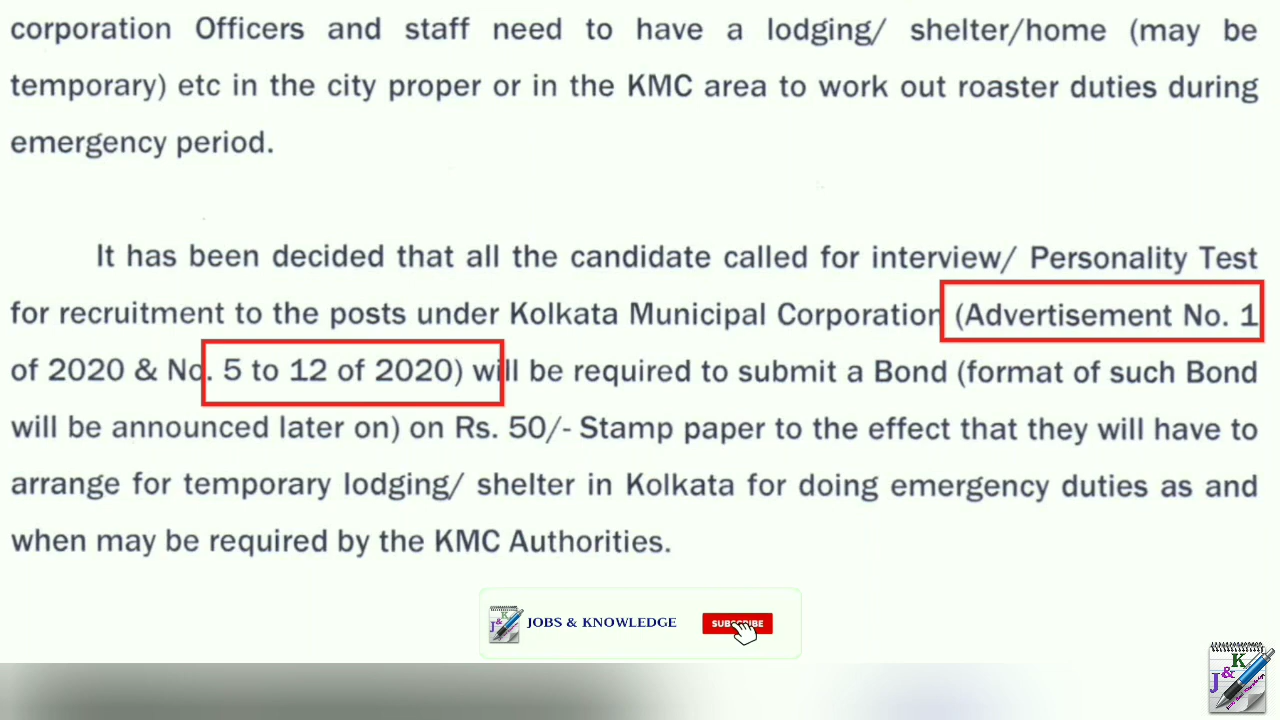 corporation Officers and staff need to have a lodging/ shelter/home (may be
temporary) etc in the city proper or in the KMC area to work out roaster duties during
emergency period.
It has been decided that all the candidate called for interview/ Personality Test
for recruitment to the posts under Kolkata Municipal Corporation (Advertisement No. 1
of 2020 & No. 5 to 12 of 2020) will be required to submit a Bond (format of such Bond
will be announced later on) on Rs. 50/- Stamp paper to the effect that they will have to
arrange for temporary lodging/ shelter in Kolkata for doing emergency duties as and
when may be required by the KMC Authorities.
J&K
JOBS & KNOWLEDGE
SUBSCRIBE
J&K